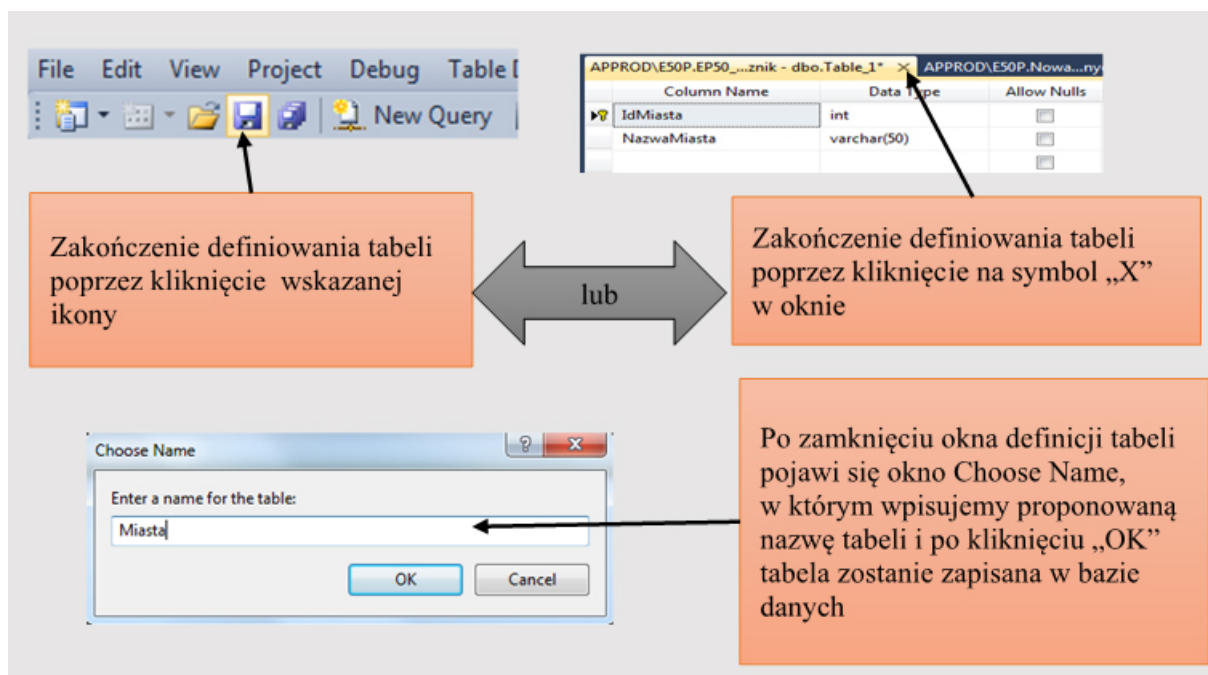 File Edit View Project Debug Table D
New Query
APPROD\E50P.EP50_...znik - dbo.Table_1* × APPROD\E50P.Nowa...ny
Column Name Data Type Allow Nulls
IdMiasta int
NazwaMiasta varchar(50)
Zakończenie definiowania tabeli
poprzez kliknięcie wskazanej
ikony
lub
Zakończenie definiowania tabeli
poprzez kliknięcie na symbol „X”
w oknie
Choose Name
Enter a name for the table:
Miasta
OK Cancel
Po zamknięciu okna definicji tabeli
pojawi się okno Choose Name,
w którym wpisujemy proponowaną
nazwę tabeli i po kliknięciu „OK”
tabela zostanie zapisana w bazie
danych